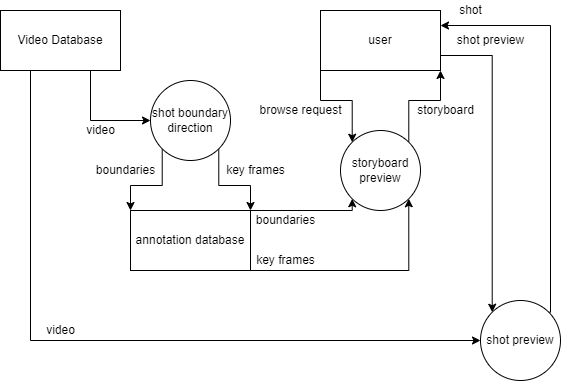 shot
Video Database
user
shot preview
shot boundary
direction
video
browse request
storyboard
boundaries
key frames
storyboard
preview
boundaries
annotation database
key frames
video
shot preview